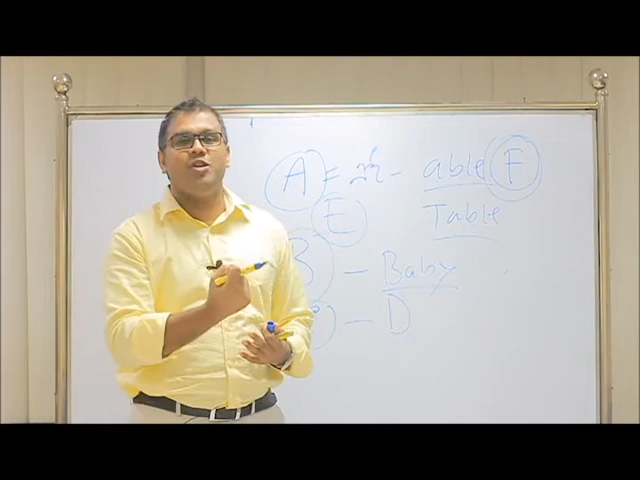 A = - able F
E Table
B - Baby
- D